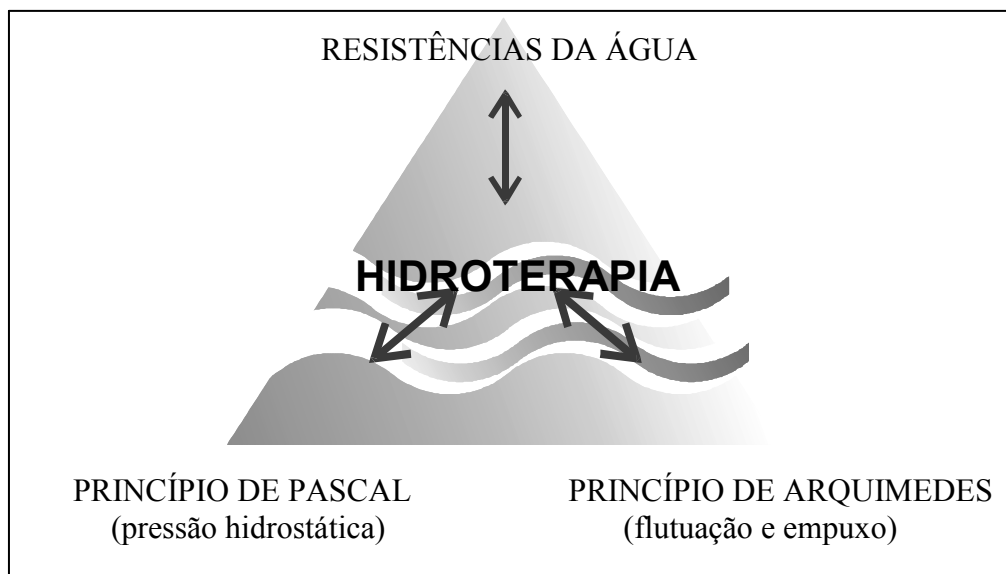 RESISTÊNCIAS DA ÁGUA
HIDROTERAPIA
PRINCÍPIO DE PASCAL
(pressão hidrostática)
PRINCÍPIO DE ARQUIMEDES
(flutuação e empuxo)